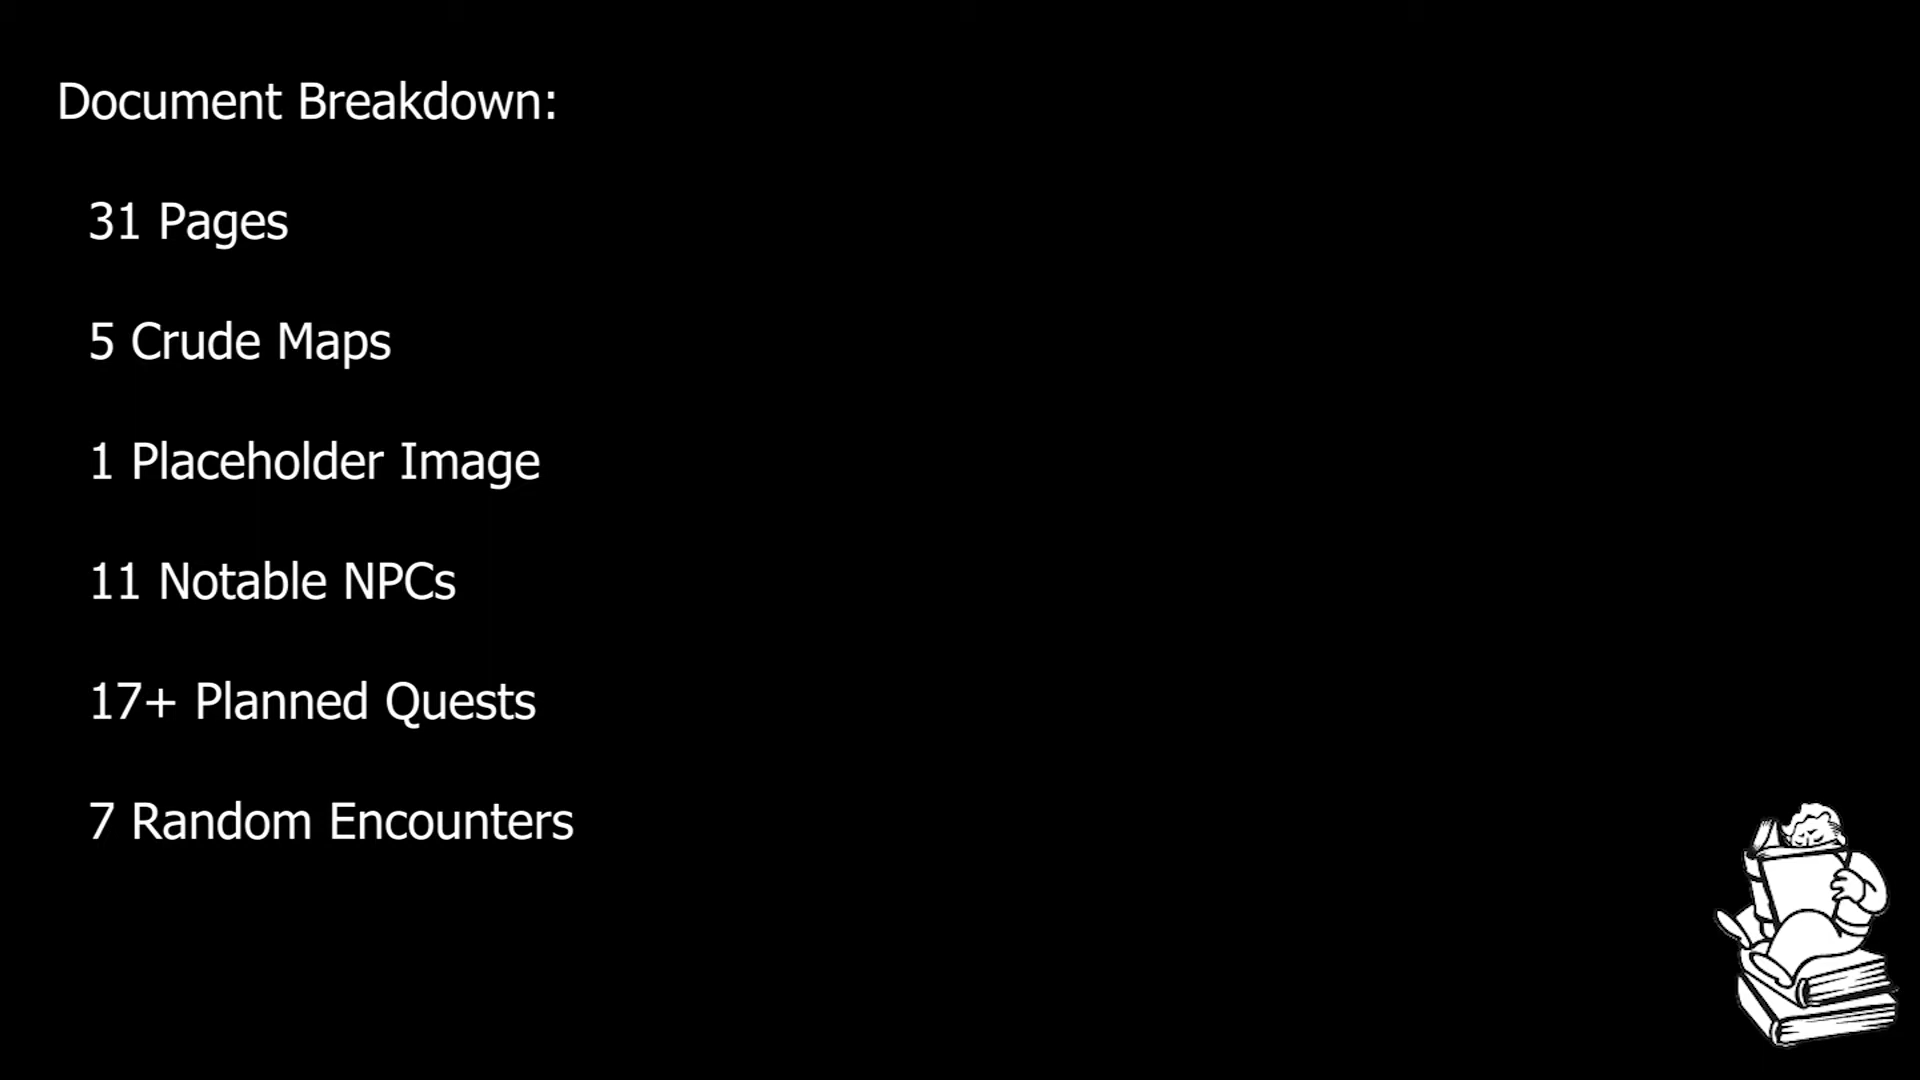 Document Breakdown:
31 Pages
5 Crude Maps
1 Placeholder Image
11 Notable NPCs
17+ Planned Quests
7 Random Encounters